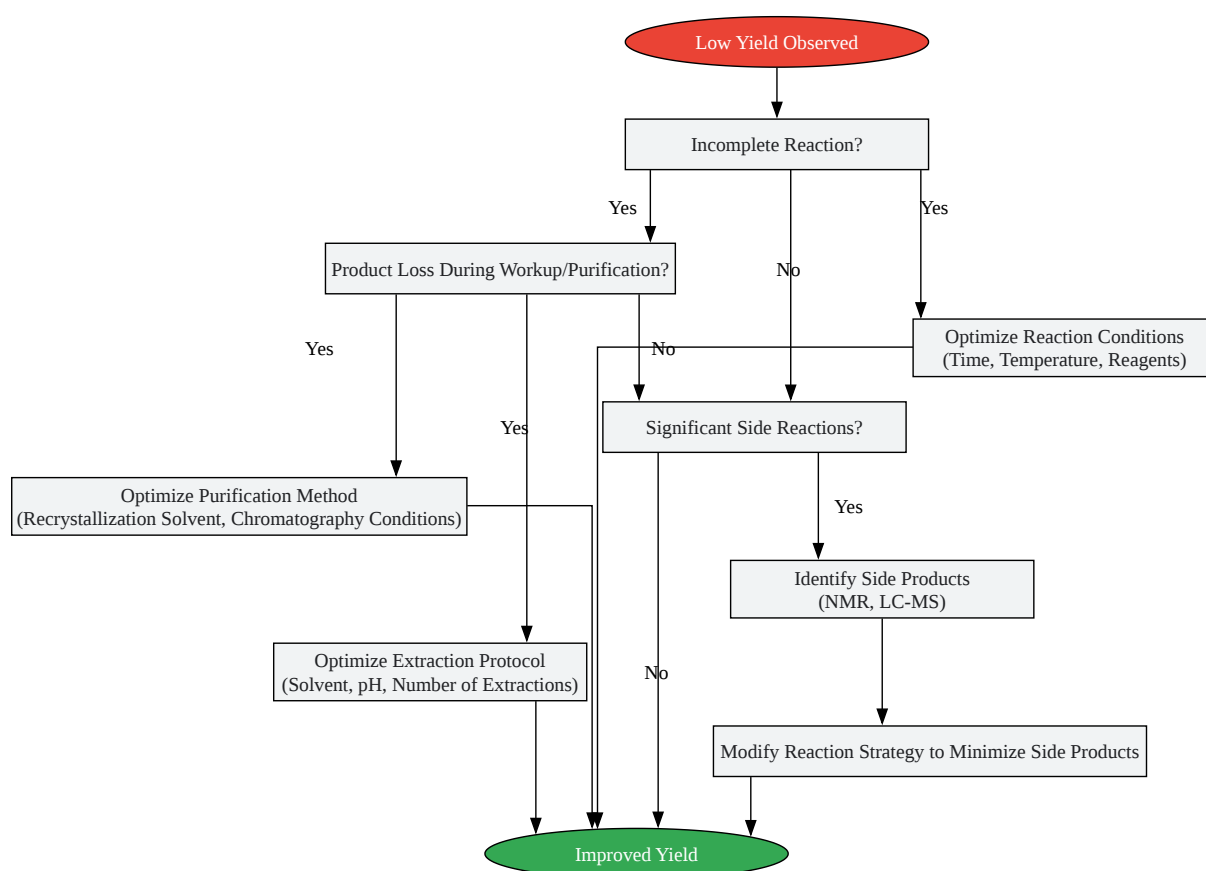 Low Yield Observed
Incomplete Reaction?
Yes
Yes
Product Loss During Workup/Purification?
No
Optimize Reaction Conditions
(Time, Temperature, Reagents)
Yes
No
Significant Side Reactions?
Yes
Optimize Purification Method
(Recrystallization Solvent, Chromatography Conditions)
Yes
Identify Side Products
(NMR, LC-MS)
Optimize Extraction Protocol
(Solvent, pH, Number of Extractions)
No
Modify Reaction Strategy to Minimize Side Products
Improved Yield